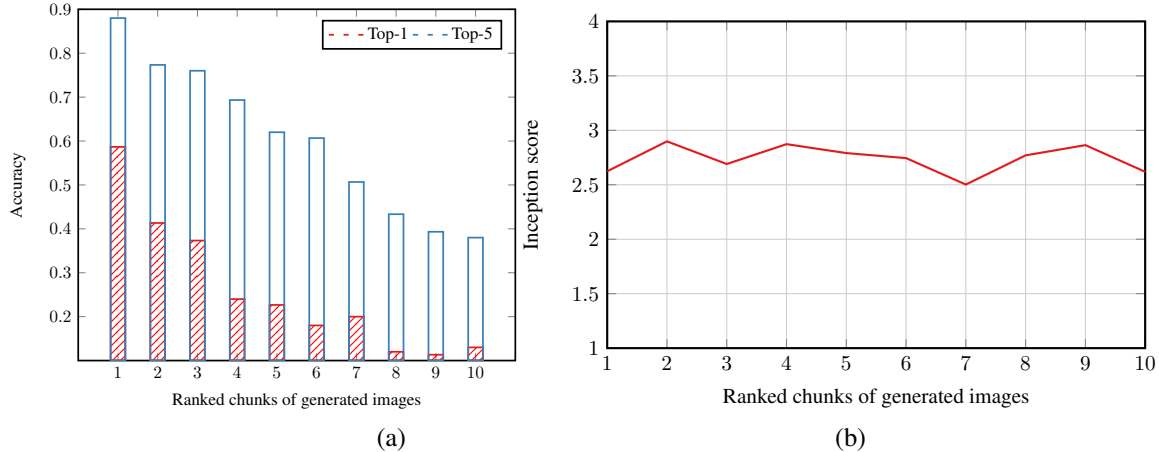 0.9
0.8
0.7
0.6
0.5
0.4
0.3
0.2
Accuracy
Top-1 Top-5
1 2 3 4 5 6 7 8 9 10
Ranked chunks of generated images
(a)
4
3.5
3
2.5
2
1.5
1
Inception score
1 2 3 4 5 6 7 8 9 10
Ranked chunks of generated images
(b)